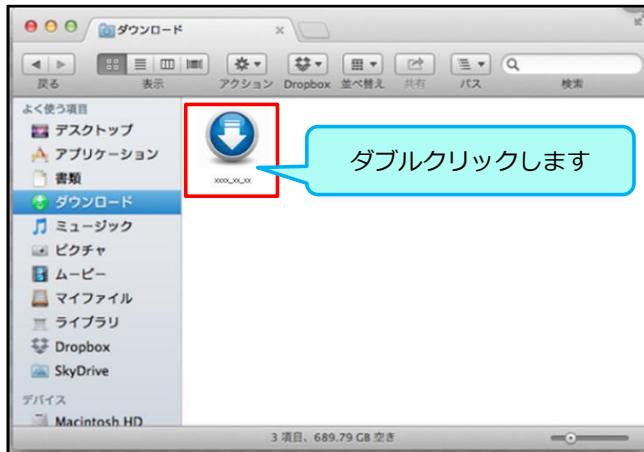 ダウンロード
戻る
表示
アクション
Dropbox
並べ替え
共有
パス
検索
よく使う項目
デスクトップ
アプリケーション
書類
ダウンロード
ミュージック
ピクチャ
ムービー
マイファイル
ライブラリ
Dropbox
SkyDrive
デバイス
Macintosh HD
xxxx_xx_xx
ダブルクリックします
3 項目、689.79 GB 空き